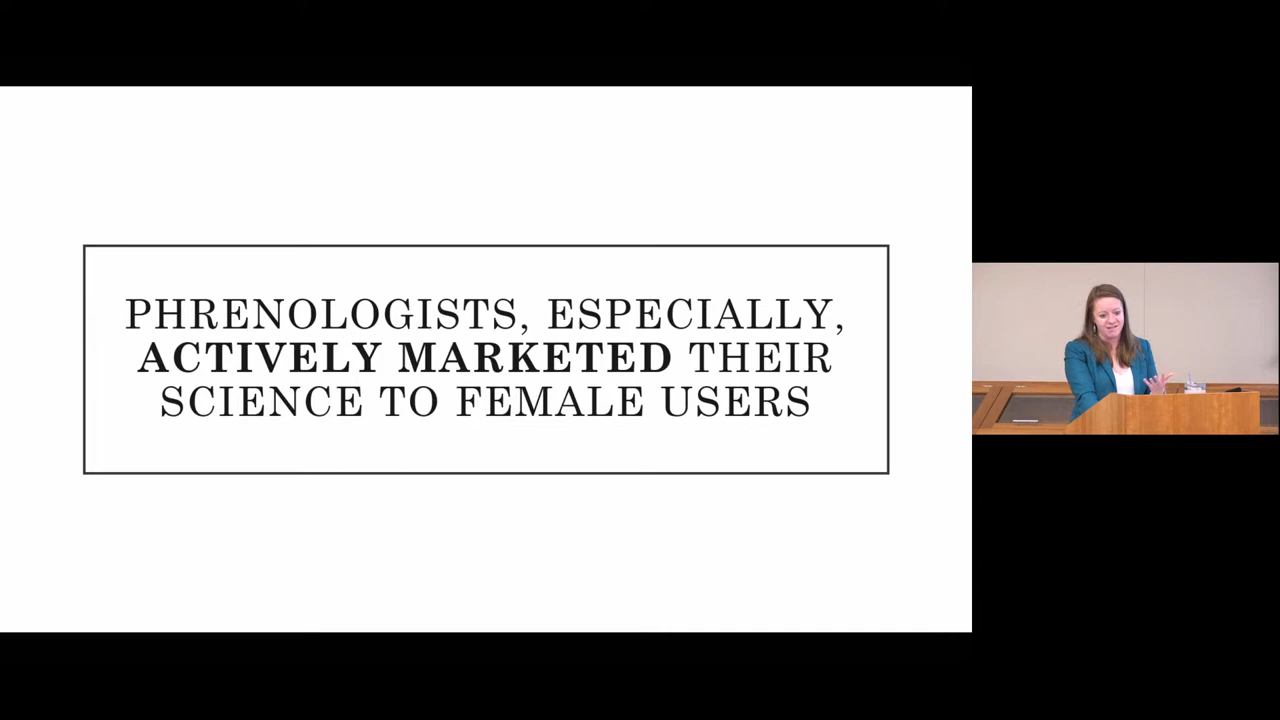 PHRENOLOGISTS, ESPECIALLY,
ACTIVELY MARKETED THEIR
SCIENCE TO FEMALE USERS